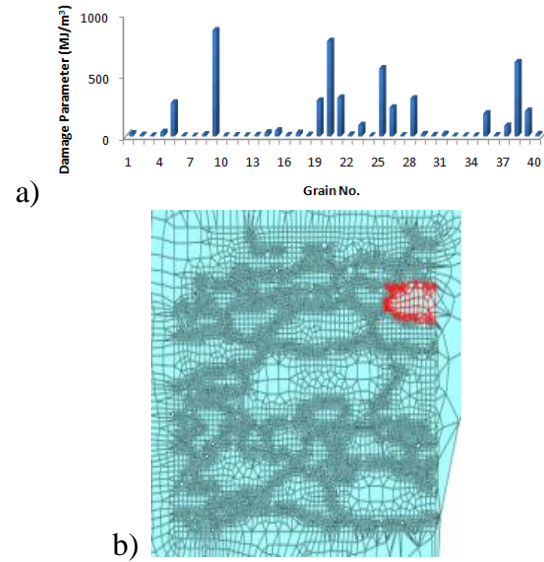 Damage Parameter (MJ/m³)
1000
500
0
1 4 7 10 13 16 19 22 25 28 31 34 37 40
Grain No.
a)
b)